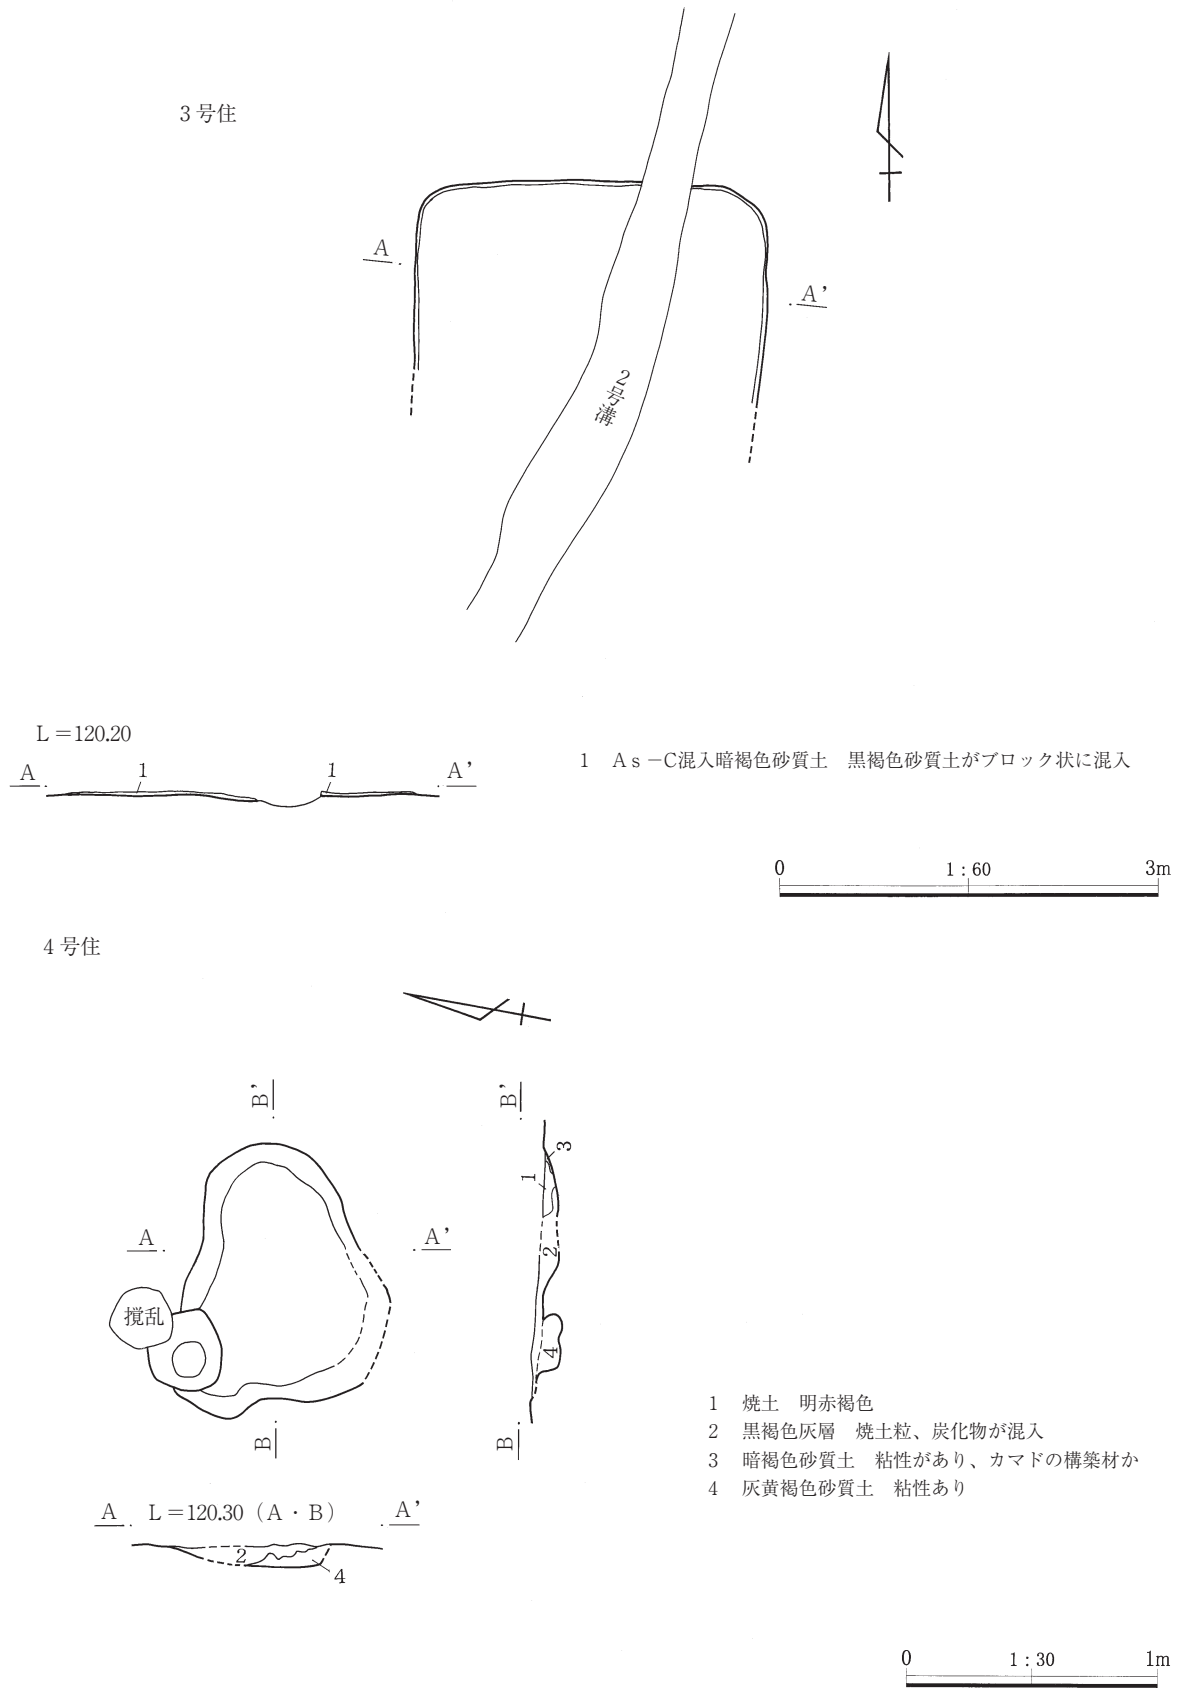 3号住
A
A’
2号溝
L＝120.20
A
1
1
A’
1　As－C混入暗褐色砂質土　黒褐色砂質土がブロック状に混入
0
1：60
3m
4号住
B’
B’
3
1
A
A’
2
撹乱
4
B
B
1　焼土　明赤褐色
2　黒褐色灰層　焼土粒、炭化物が混入
3　暗褐色砂質土　粘性があり、カマドの構築材か
4　灰黄褐色砂質土　粘性あり
A
L＝120.30（A・B）
A’
2
4
0
1：30
1m